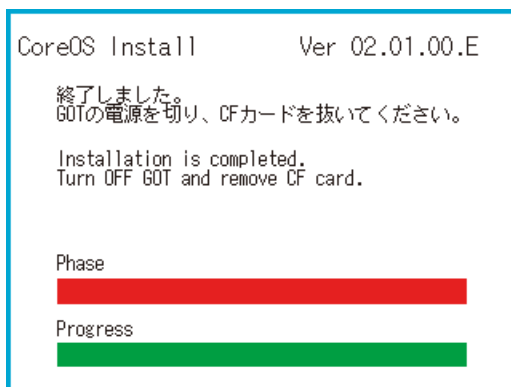 CoreOS Install Ver 02.01.00.E
終了しました。
GOTの電源を切り、CFカードを抜いてください。
Installation is completed.
Turn OFF GOT and remove CF card.
Phase
Progress